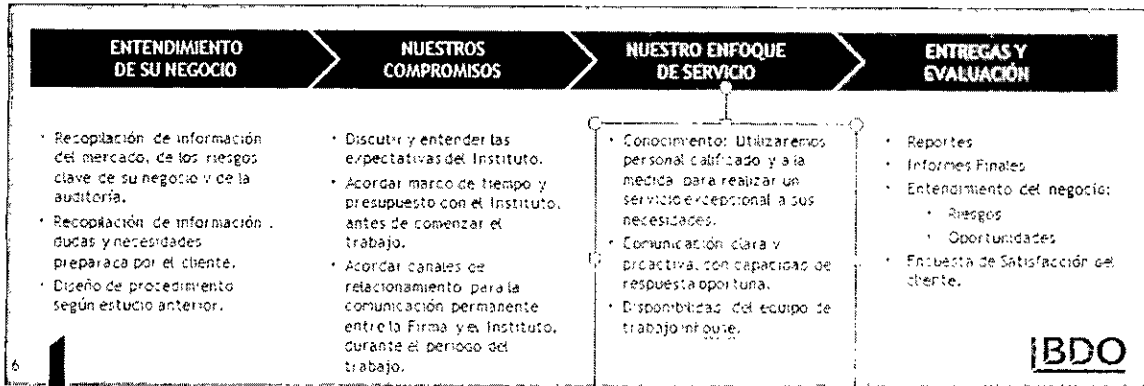 ENTENDIMIENTO
DE SU NEGOCIO
NUESTROS
COMPROMISOS
NUESTRO ENFOQUE
DE SERVICIO
ENTREGAS Y
EVALUACIÓN
· Recopilación de información
del mercado, de los riesgos
clave de su negocio y de la
auditoría.
· Recopilación de información,
dudas y necesidades
preparada por el cliente.
· Diseño de procedimiento
según estudio anterior.
· Discutir y entender las
expectativas del Instituto.
· Acordar marco de tiempo y
presupuesto con el Instituto,
antes de comenzar el
trabajo.
· Acordar canales de
relacionamiento para la
comunicación permanente
entre la Firma y el Instituto,
durante el periodo del
trabajo.
· Conocimiento: Utilizaremos
personal calificado y a la
medida para realizar un
servicio excepcional a sus
necesidades.
· Comunicación clara y
proactiva, con capacidad de
respuesta oportuna.
· Disponibilidad del equipo de
trabajo inhouse.
· Reportes
· Informes Finales
· Entendimiento del negocio:
· Riesgos
· Oportunidades
· Encuesta de Satisfacción del
cliente.
6
BDO